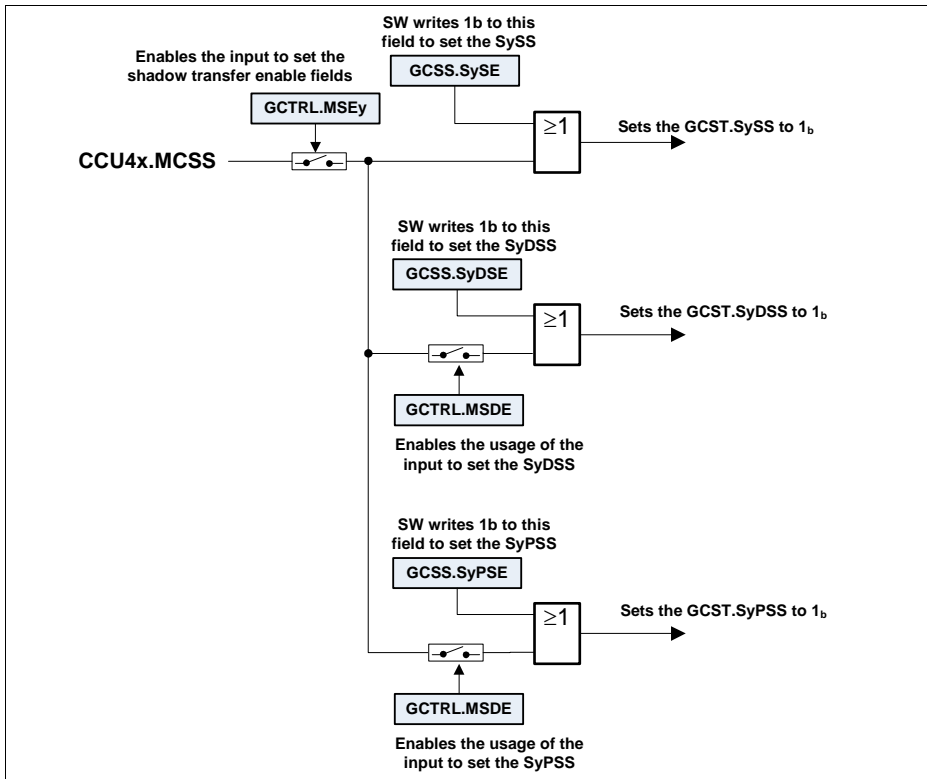 SW writes 1b to this
field to set the SySS
GCSS.SySE
Enables the input to set the
shadow transfer enable fields
GCTRL.MSEy
≥1
Sets the GCST.SySS to 1b
CCU4x.MCSS
SW writes 1b to this
field to set the SyDSS
GCSS.SyDSE
≥1
Sets the GCST.SyDSS to 1b
GCTRL.MSDE
Enables the usage of the
input to set the SyDSS
SW writes 1b to this
field to set the SyPSS
GCSS.SyPSE
≥1
Sets the GCST.SyPSS to 1b
GCTRL.MSDE
Enables the usage of the
input to set the SyPSS